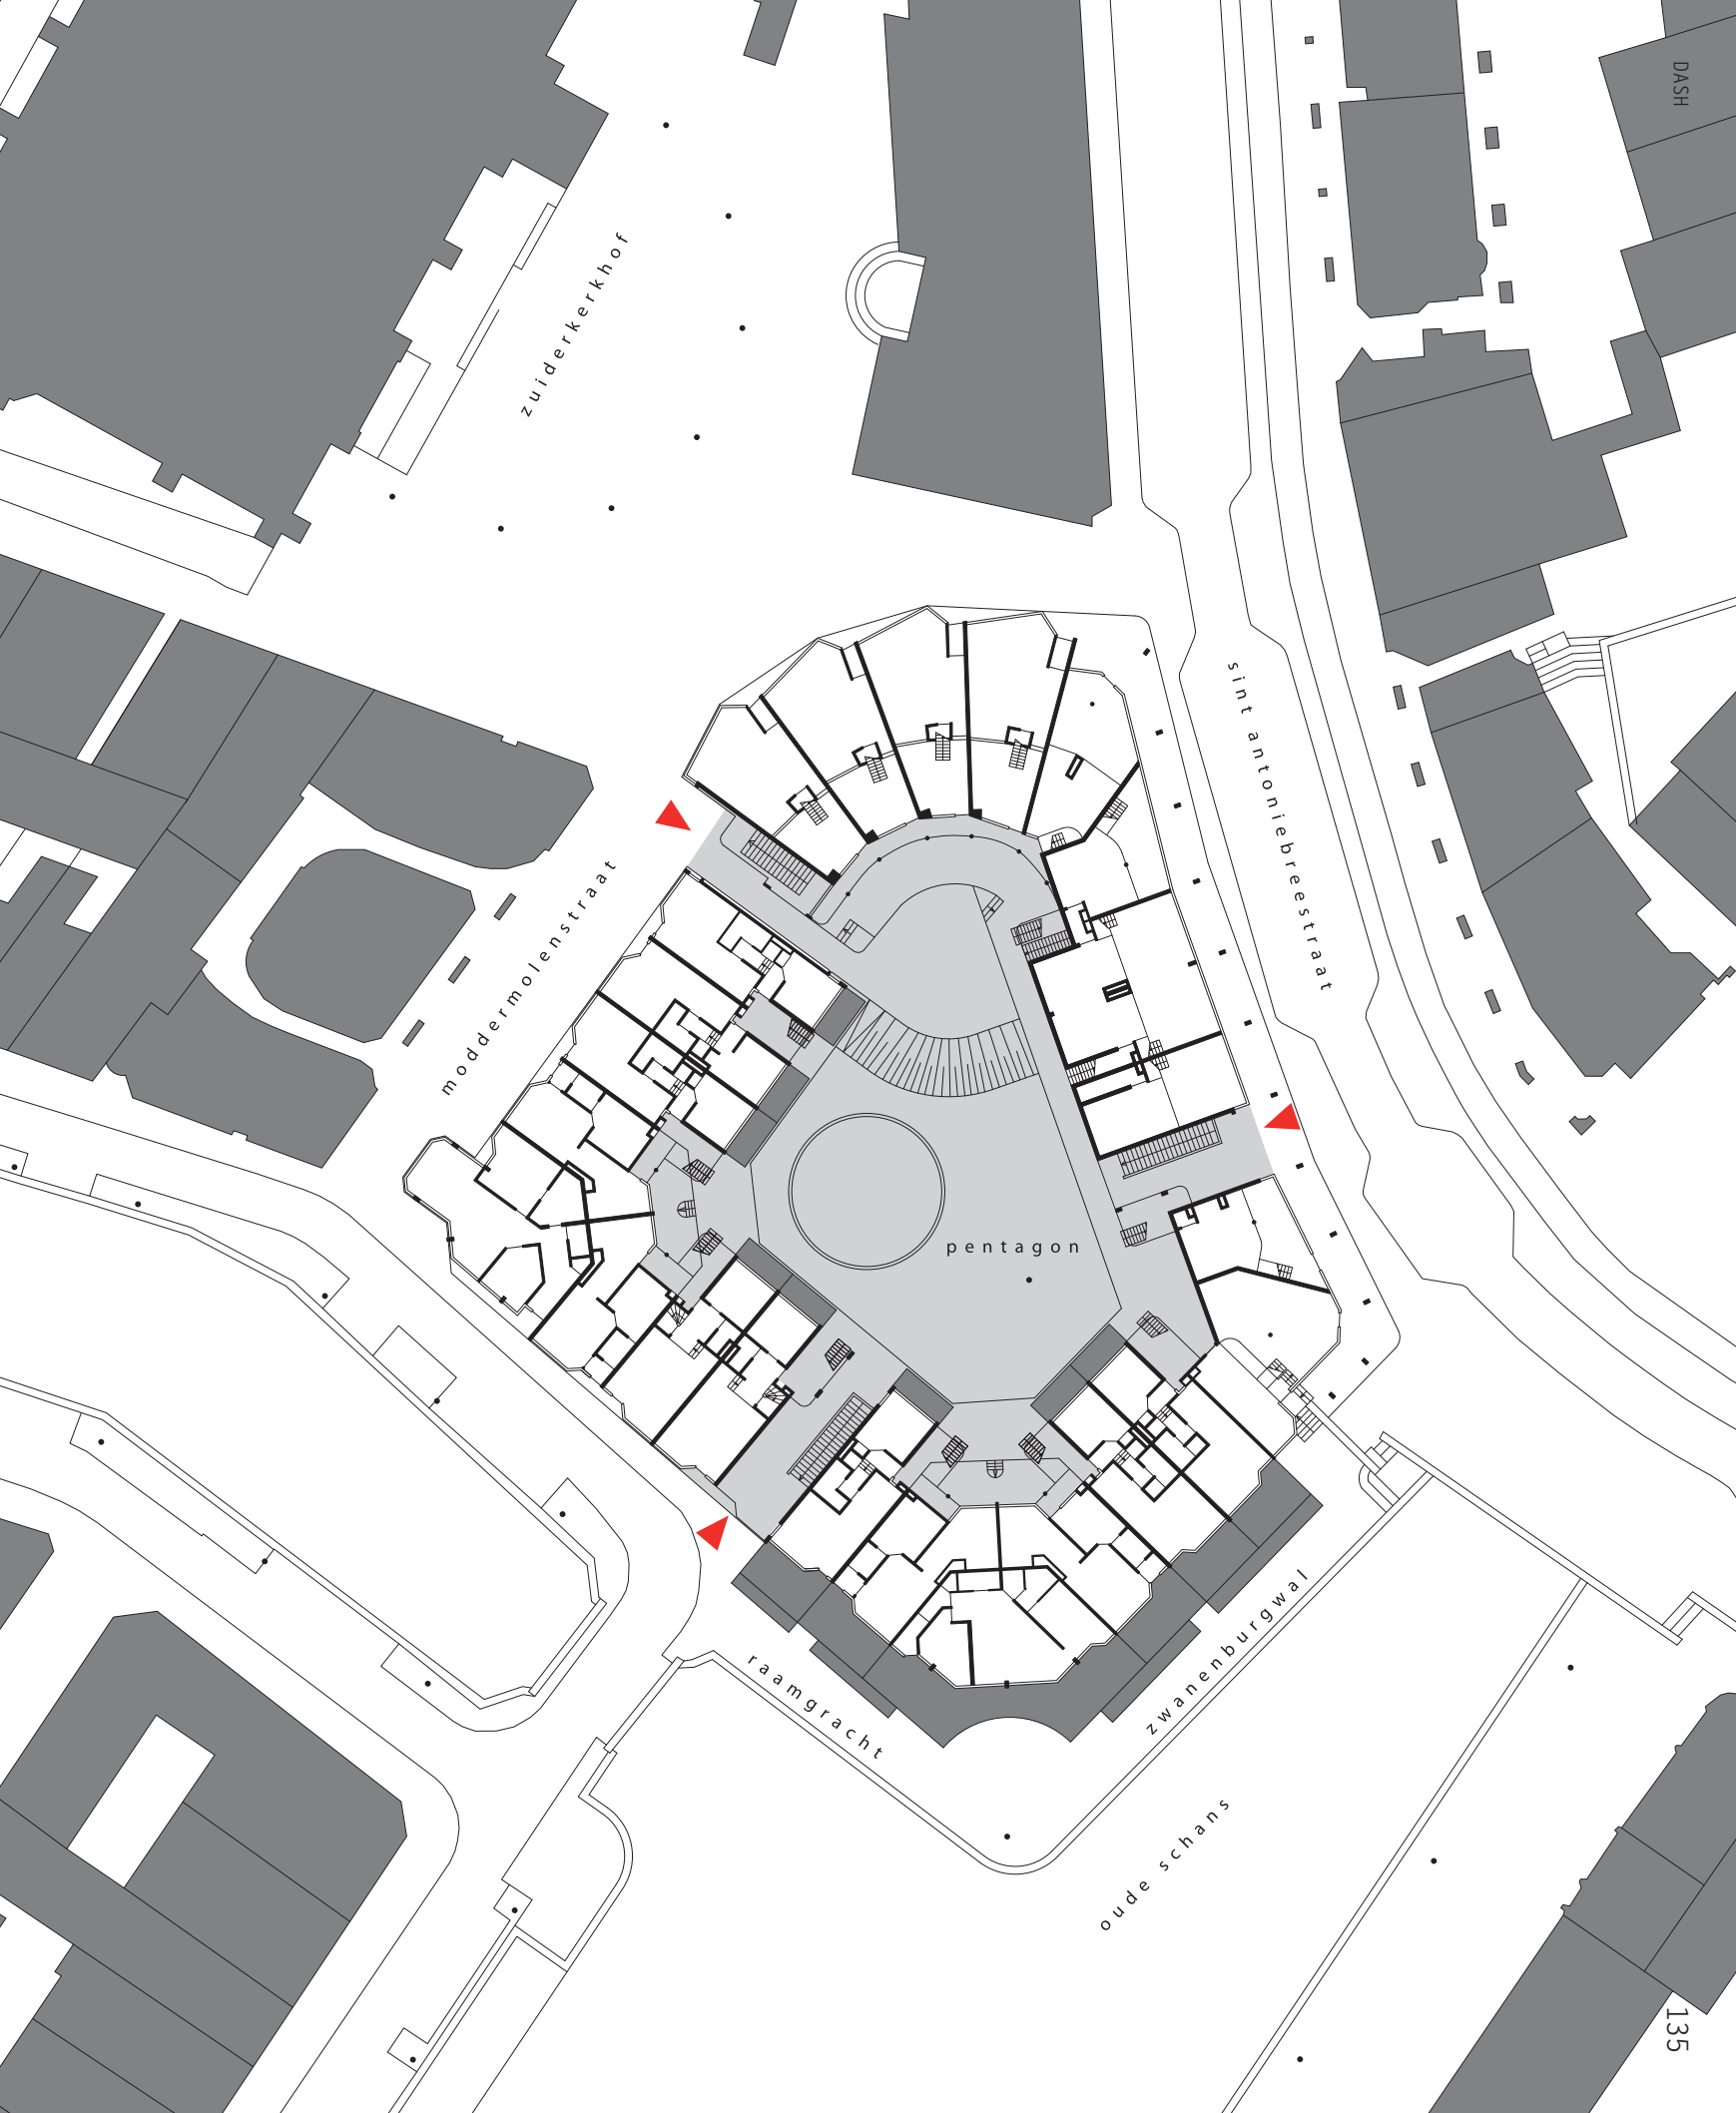 DASH
zuiderkerkhof
sint antoniebreestraat
moddermolenstraat
pentagon
raamgracht
zwanenburgwal
oude schans
135